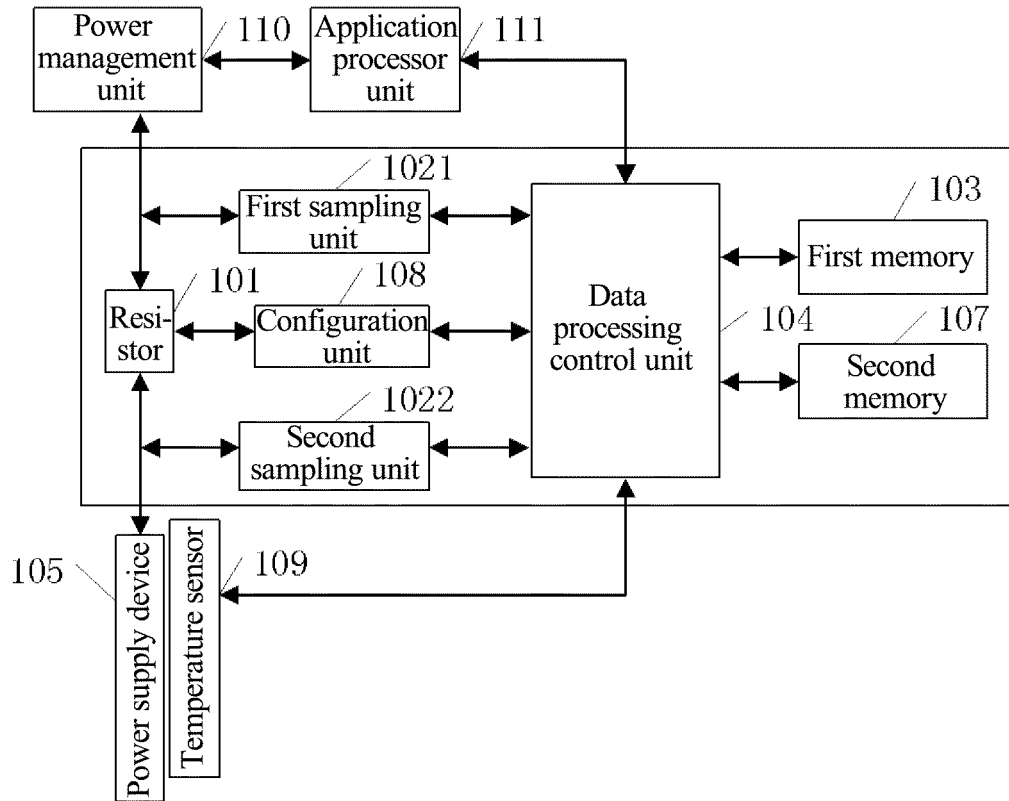 Power
management
unit
110
Application
processor
unit
111
1021
First sampling
unit
103
First memory
101
Resi-
stor
108
Configuration
unit
Data
processing
control unit
104
107
Second
memory
1022
Second
sampling unit
105
Power supply device
Temperature sensor
109